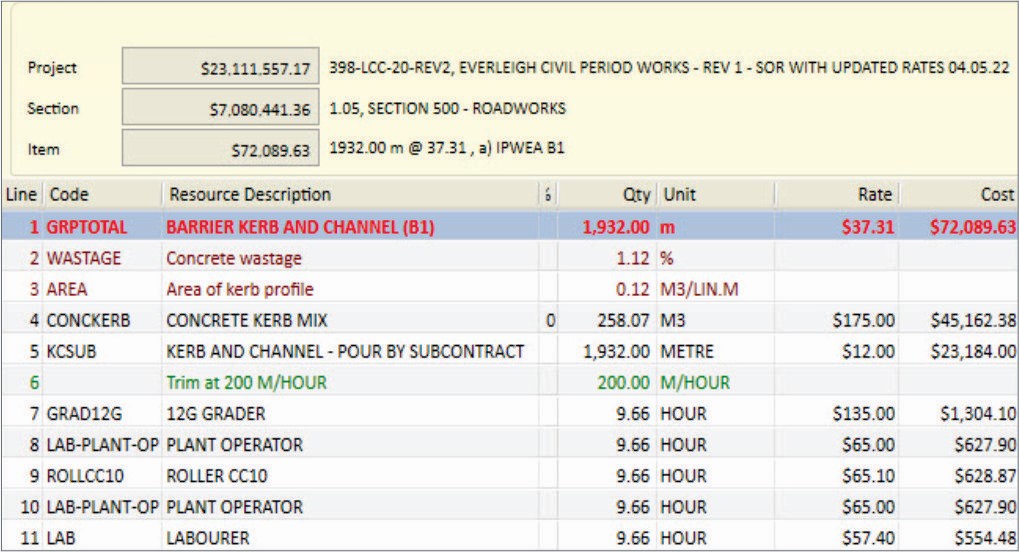 Project $23,111,557.17 398-LCC-20-REV2, EVERLEIGH CIVIL PERIOD WORKS - REV 1 - SOR WITH UPDATED RATES 04.05.22
Section $7,080,441.36 1.05, SECTION 500 - ROADWORKS
Item $72,089.63 1932.00 m @ 37.31 , a) IPWEA B1
Line Code Resource Description Qty Unit Rate Cost
1 GRPTOTAL BARRIER KERB AND CHANNEL (B1) 1,932.00 m $37.31 $72,089.63
2 WASTAGE Concrete wastage 1.12 %
3 AREA Area of kerb profile 0.12 M3/LIN.M
4 CONCKERB CONCRETE KERB MIX 0 258.07 M3 $175.00 $45,162.38
5 KCSUB KERB AND CHANNEL - POUR BY SUBCONTRACT 1,932.00 METRE $12.00 $23,184.00
6 Trim at 200 M/HOUR 200.00 M/HOUR
7 GRAD12G 12G GRADER 9.66 HOUR $135.00 $1,304.10
8 LAB-PLANT-OP PLANT OPERATOR 9.66 HOUR $65.00 $627.90
9 ROLLCC10 ROLLER CC10 9.66 HOUR $65.10 $628.87
10 LAB-PLANT-OP PLANT OPERATOR 9.66 HOUR $65.00 $627.90
11 LAB LABOURER 9.66 HOUR $57.40 $554.48